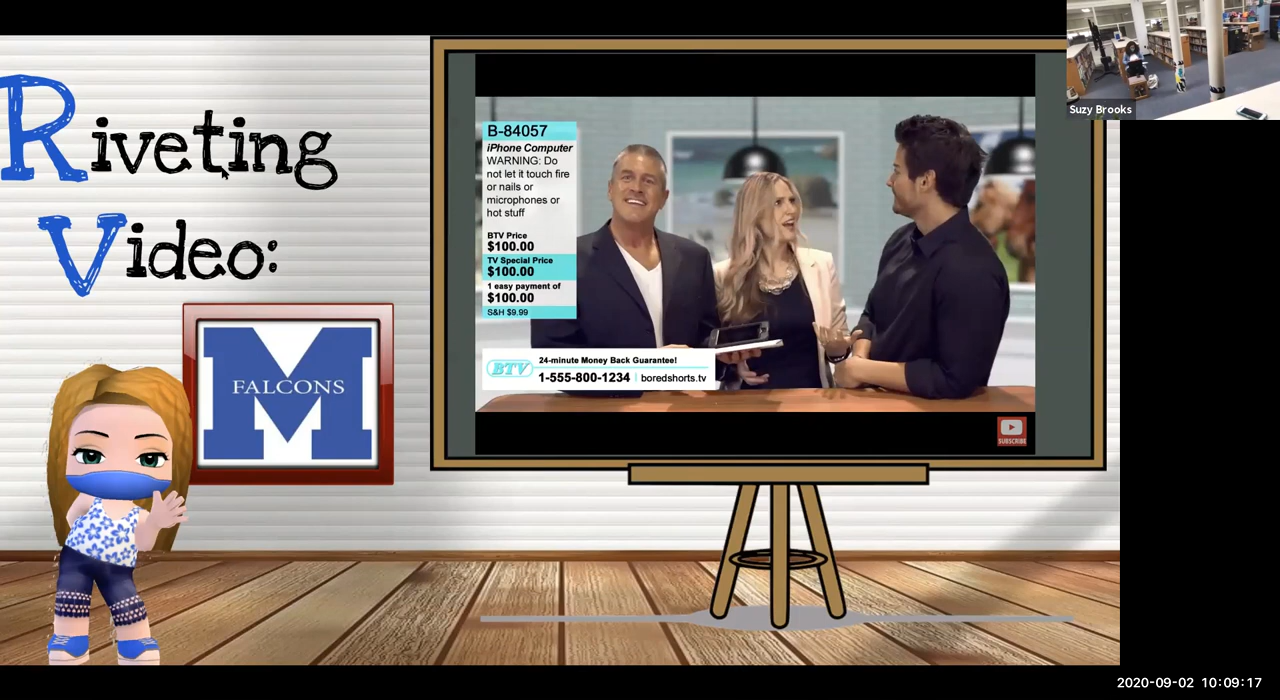 Riveting
Video:
FALCONS
B-84057
iPhone Computer
WARNING: Do
not let it touch fire
or nails or
microphones or
hot stuff
BTV Price
$100.00
TV Special Price
$100.00
1 easy payment of
$100.00
S&H $9.99
BTV
24-minute Money Back Guarantee!
1-555-800-1234 | boredshorts.tv
SUBSCRIBE
Suzy Brooks
2020-09-02 10:09:17